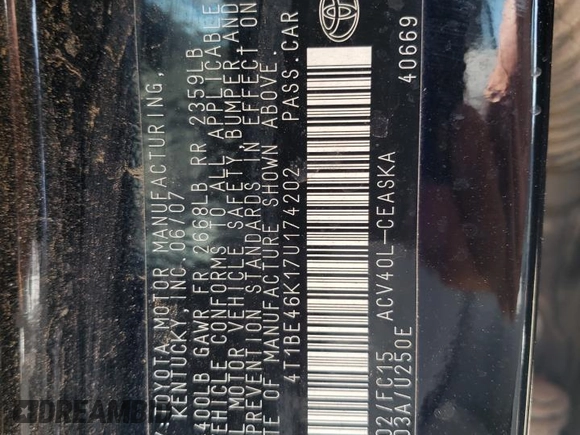 TOYOTA MOTOR MANUFACTURING,
KENTUCKY, INC. 06/07
400LB GAWR FR 2668LB RR 2359LB
VEHICLE CONFORMS TO ALL APPLICABLE
MOTOR VEHICLE SAFETY, BUMPER AND
PREVENTION STANDARDS IN EFFECT ON
OF MANUFACTURE SHOWN ABOVE.
4T1BE46K17U174202 PASS.CAR
02/FC15 ACV40L-CEASKA
03A/U250E 40669
DREAMBID